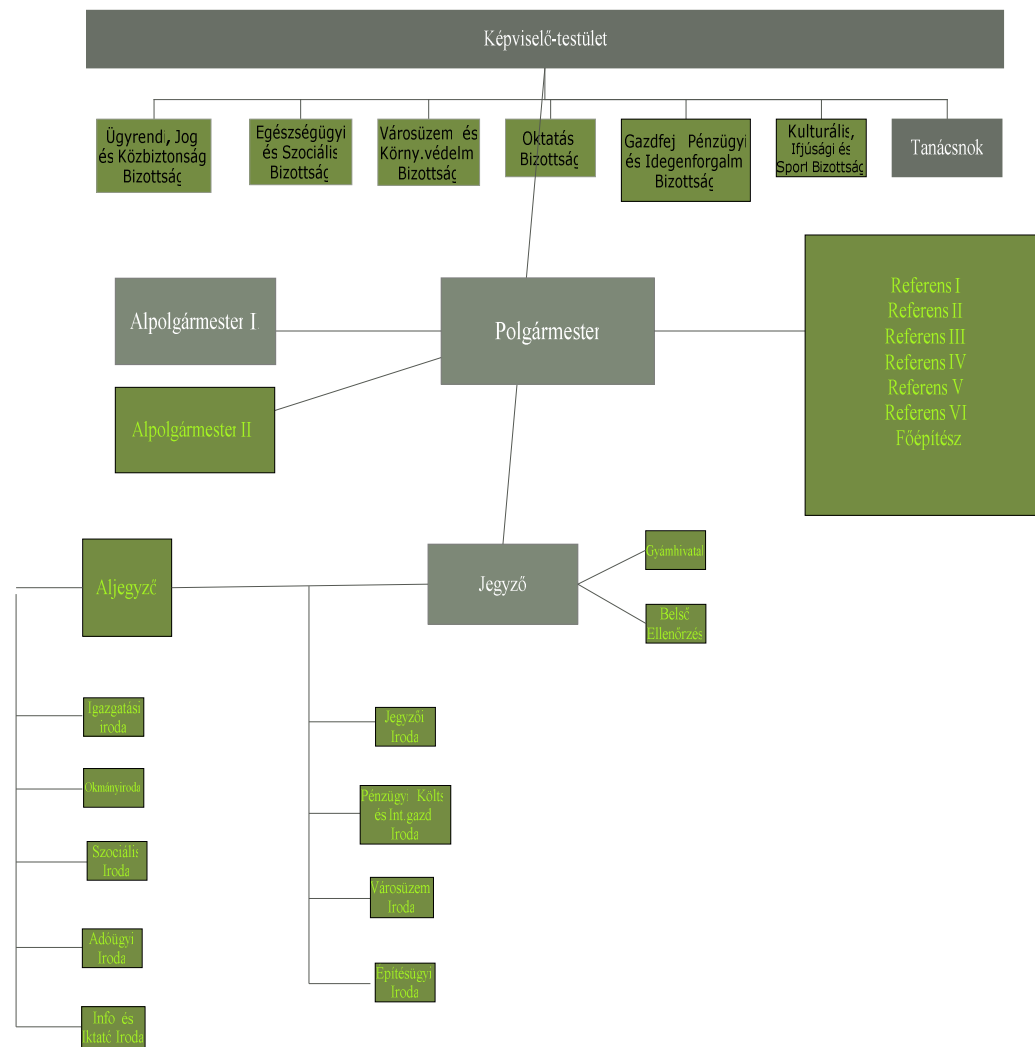 Képviselő-testület
Ügyrendi, Jog
és Közbiztonság
Bizottság
Egészségügyi
és Szociális
Bizottság
Városüzem és
Körny.védelm
Bizottság
Oktatás
Bizottság
Gazdfej Pénzügyi
és Idegenforgalm
Bizottság
Kulturális,
Ifjúsági és
Sport Bizottság
Tanácsnok
Alpolgármester I.
Polgármester
Referens I
Referens II
Referens III
Referens IV
Referens V
Referens VI
Főépítész
Alpolgármester II
Aljegyző
Jegyző
Gyámhivatal
Belső
Ellenőrzés
Igazgatási
iroda
Okmányiroda
Szociális
Iroda
Adóügyi
Iroda
Info és
Iktató Iroda
Jegyzői
Iroda
Pénzügyi Költs
és Int.gazd
Iroda
Városüzem
Iroda
Építésügyi
Iroda